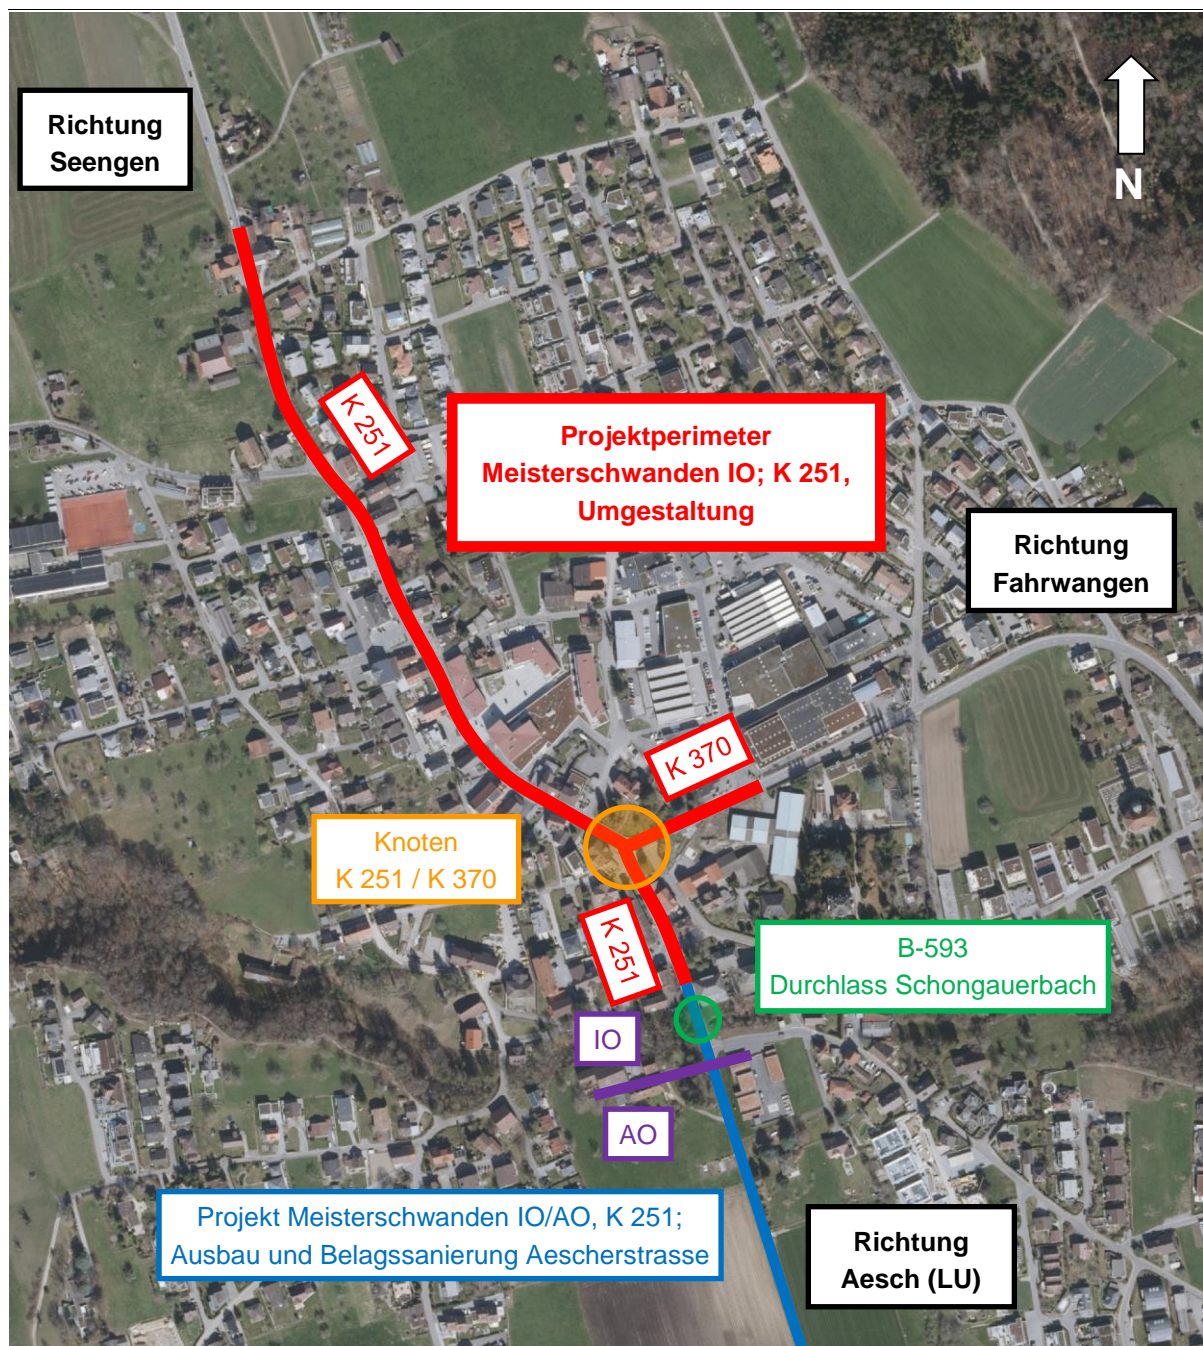 Richtung
Seengen
N
K 251
Projektperimeter
Meisterschwanden IO; K 251,
Umgestaltung
Richtung
Fahrwangen
K 370
Knoten
K 251 / K 370
K 251
B-593
Durchlass Schongauerbach
IO
AO
Projekt Meisterschwanden IO/AO, K 251;
Ausbau und Belagssanierung Aescherstrasse
Richtung
Aesch (LU)